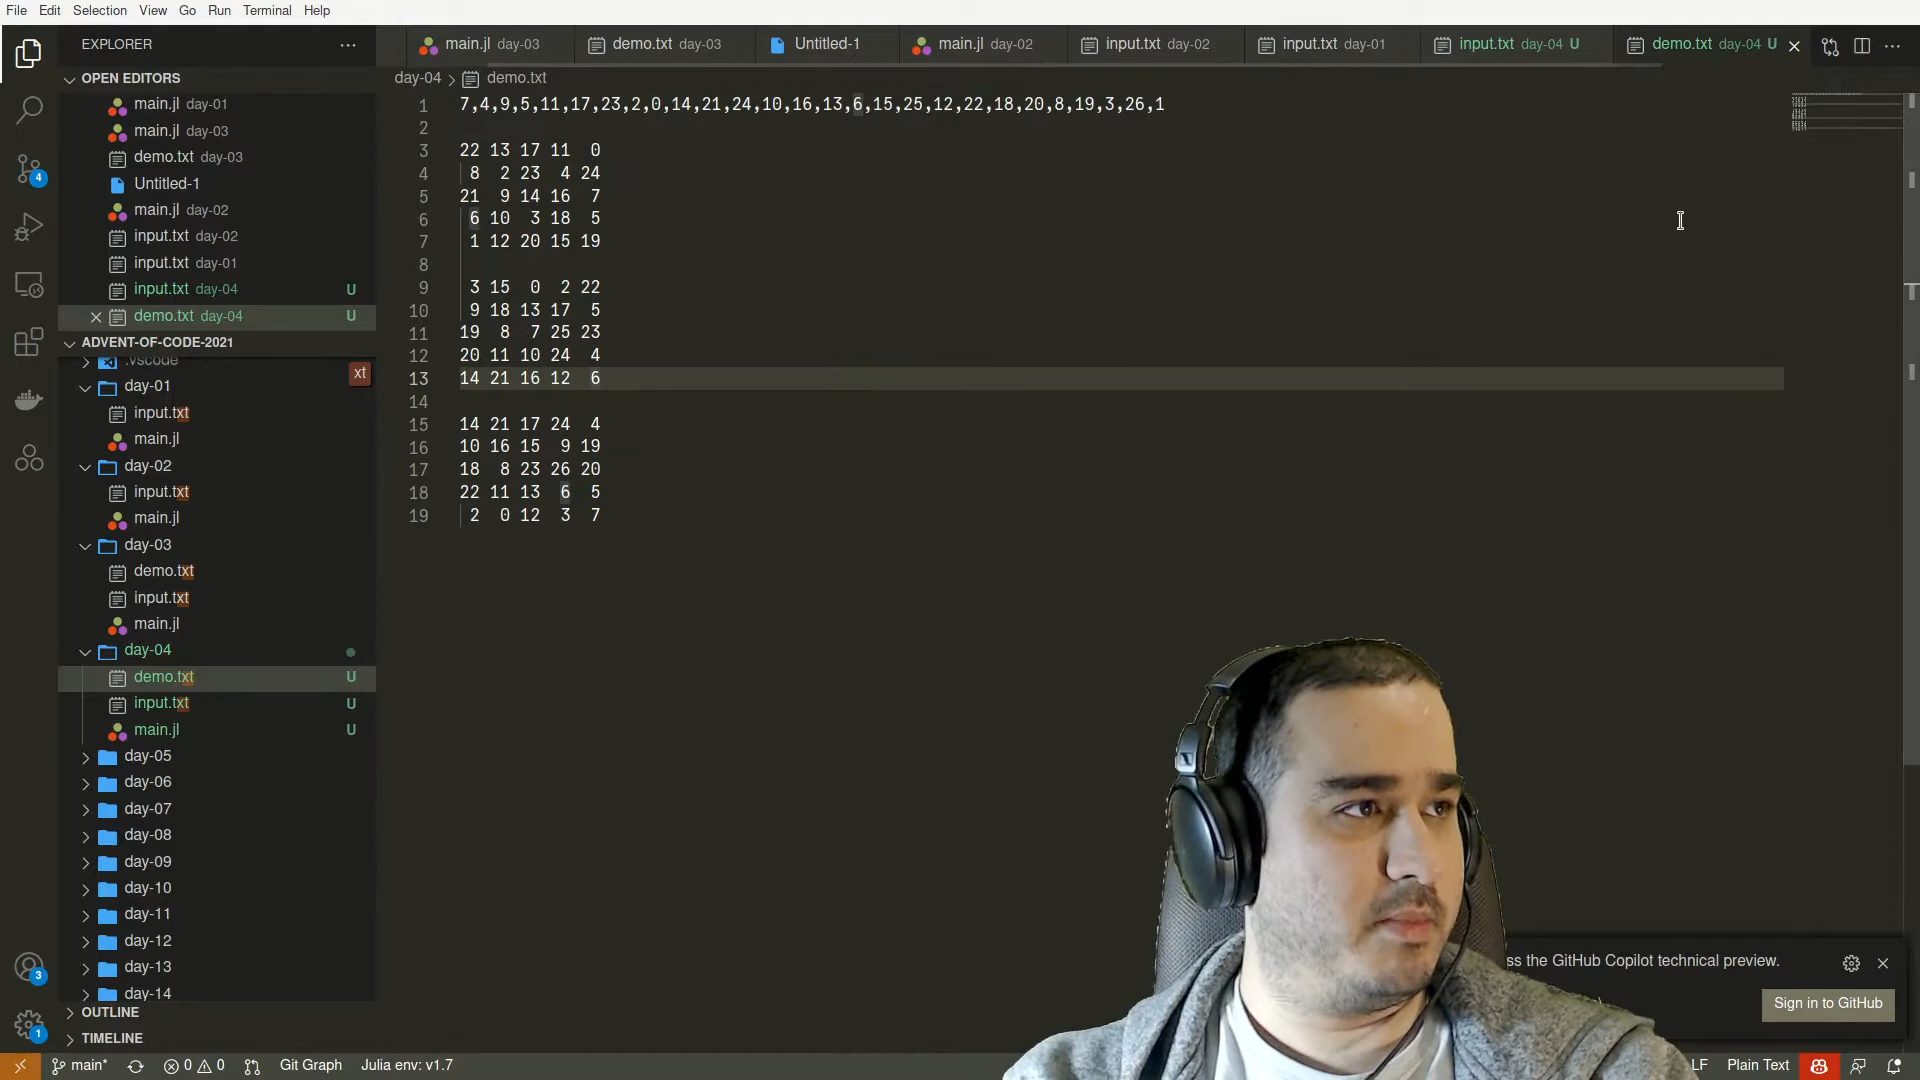 File Edit Selection View Go Run Terminal Help
EXPLORER
main.jl day-03
demo.txt day-03
Untitled-1
main.jl day-02
input.txt day-02
input.txt day-01
input.txt day-04 U
demo.txt day-04 U
OPEN EDITORS
main.jl day-01
main.jl day-03
demo.txt day-03
Untitled-1
main.jl day-02
input.txt day-02
input.txt day-01
input.txt day-04 U
demo.txt day-04 U
ADVENT-OF-CODE-2021
.vscode
xt
day-01
input.txt
main.jl
day-02
input.txt
main.jl
day-03
demo.txt
input.txt
main.jl
day-04
demo.txt U
input.txt U
main.jl U
day-05
day-06
day-07
day-08
day-09
day-10
day-11
day-12
day-13
day-14
OUTLINE
TIMELINE
4
3
1
day-04 > demo.txt
1 7,4,9,5,11,17,23,2,0,14,21,24,10,16,13,6,15,25,12,22,18,20,8,19,3,26,1
2
3 22 13 17 11 0
4 8 2 23 4 24
5 21 9 14 16 7
6 6 10 3 18 5
7 1 12 20 15 19
8
9 3 15 0 2 22
10 9 18 13 17 5
11 19 8 7 25 23
12 20 11 10 24 4
13 14 21 16 12 6
14
15 14 21 17 24 4
16 10 16 15 9 19
17 18 8 23 26 20
18 22 11 13 6 5
19 2 0 12 3 7
ss the GitHub Copilot technical preview.
Sign in to GitHub
main* 0 0 Git Graph Julia env: v1.7
LF Plain Text